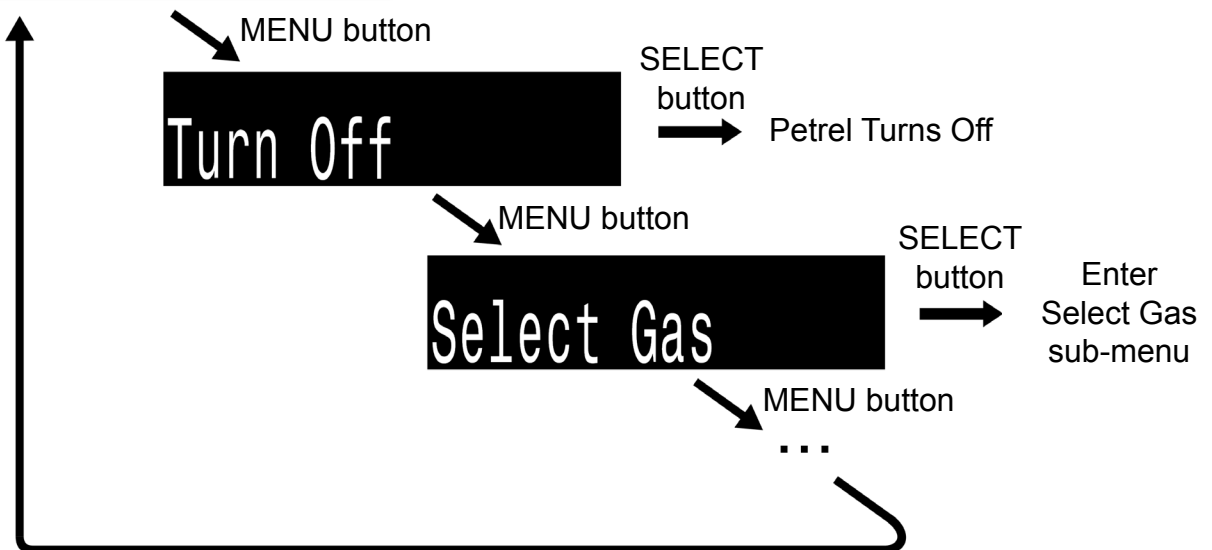 MENU button
SELECT
button
Turn Off
Petrel Turns Off
MENU button
SELECT
button
Select Gas
Enter
Select Gas
sub-menu
MENU button
...